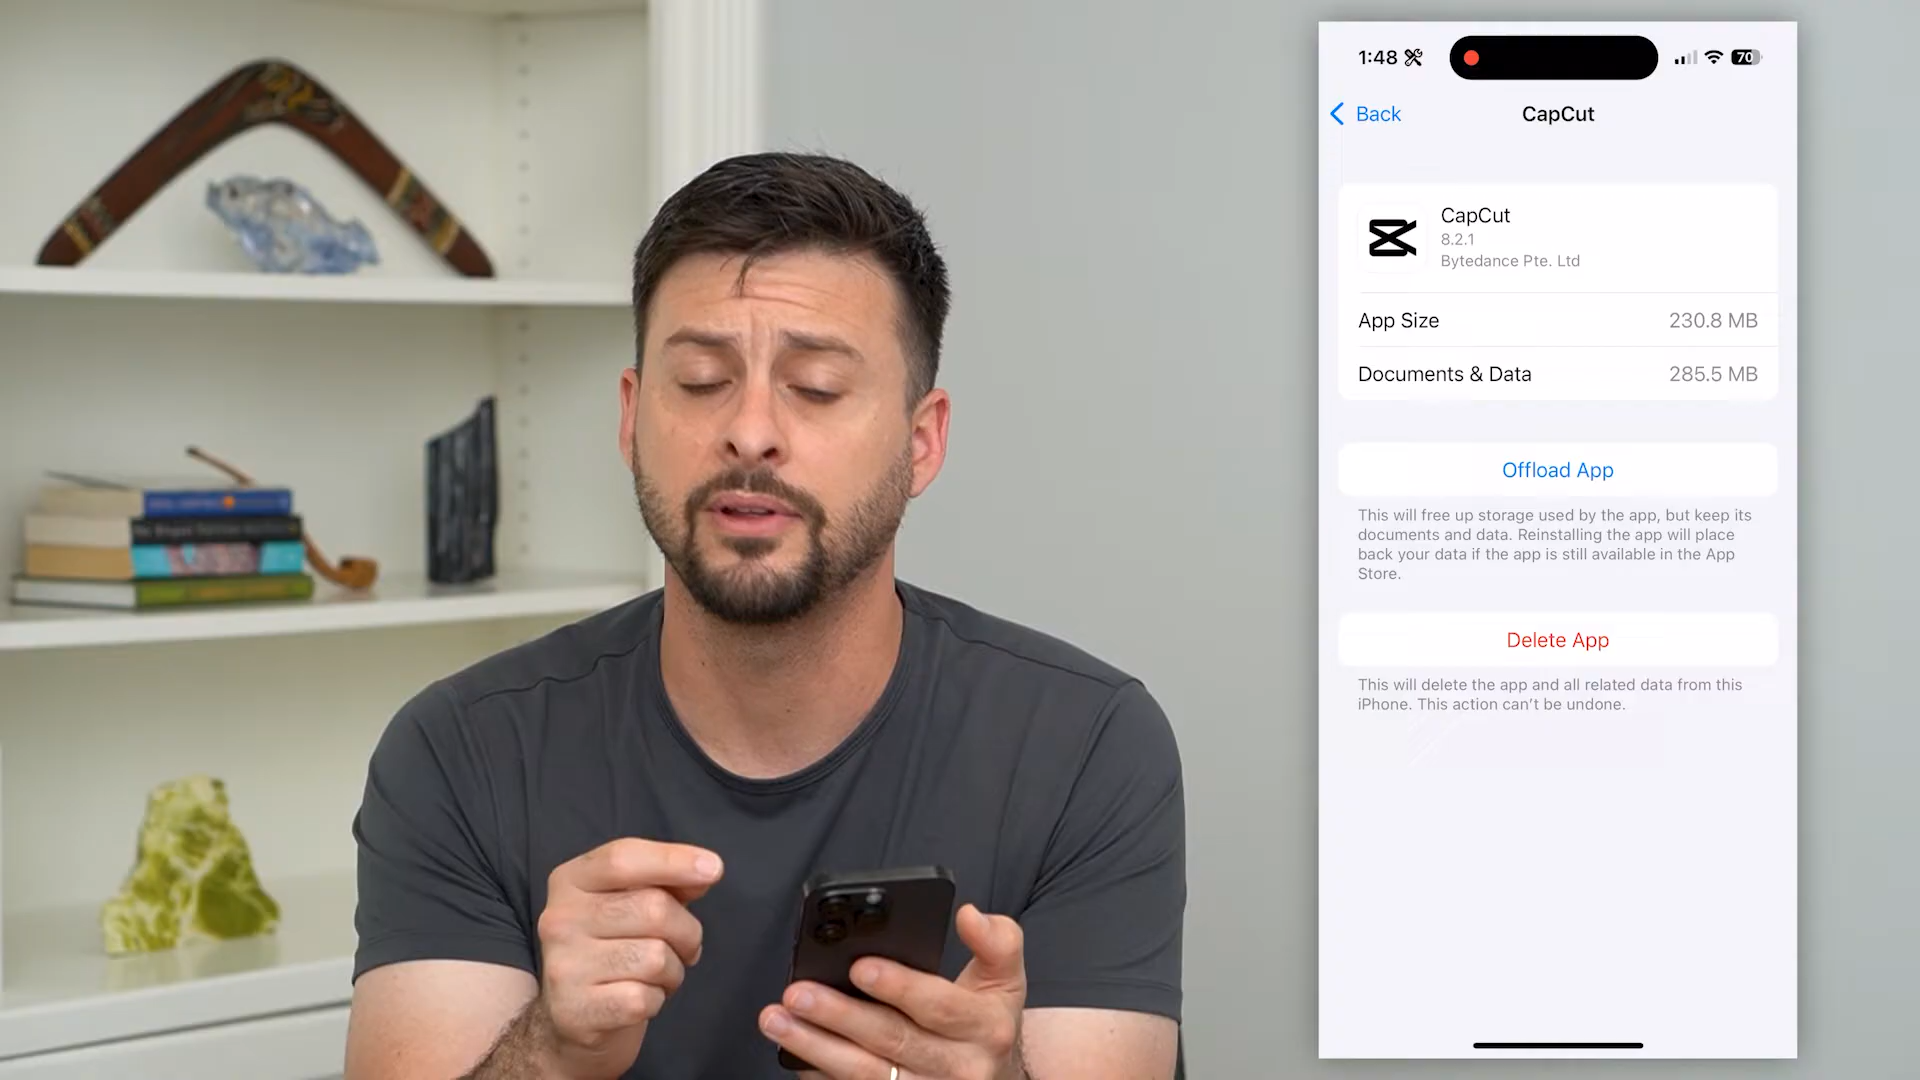 1:48
70
Back
CapCut
CapCut
8.2.1
Bytedance Pte. Ltd
App Size 230.8 MB
Documents & Data 285.5 MB
Offload App
This will free up storage used by the app, but keep its
documents and data. Reinstalling the app will place
back your data if the app is still available in the App
Store.
Delete App
This will delete the app and all related data from this
iPhone. This action can’t be undone.